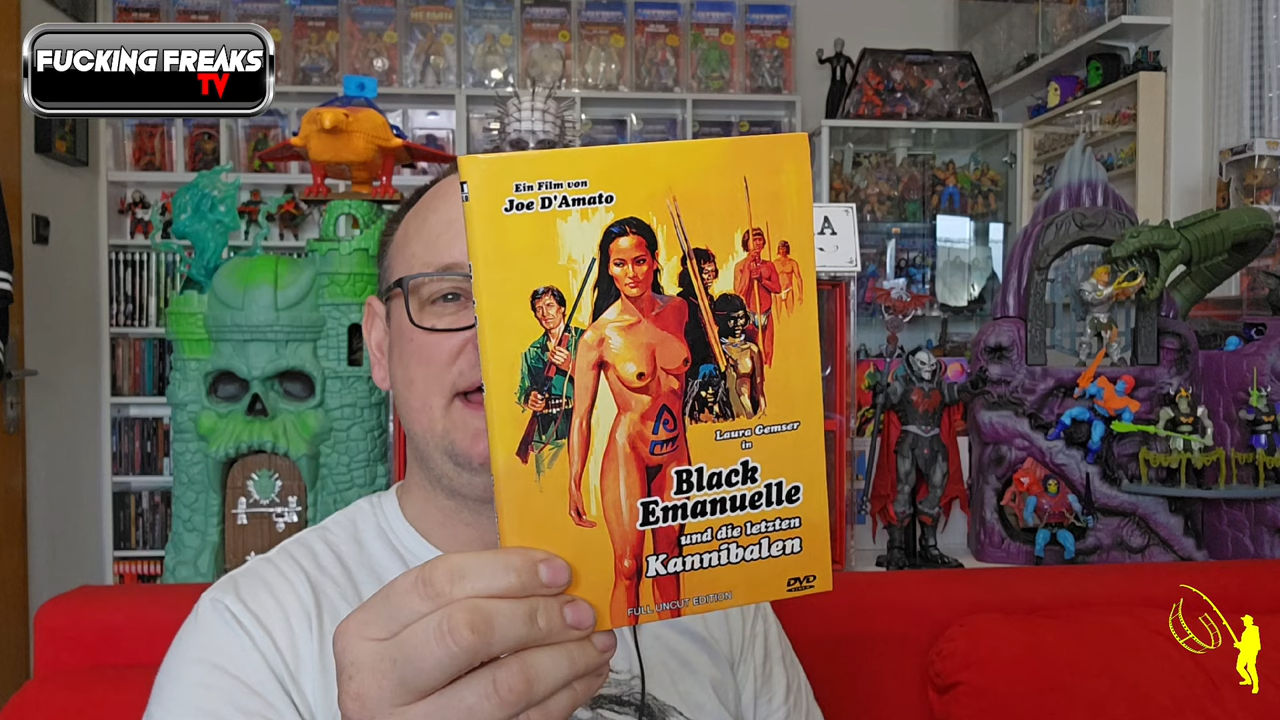 FUCKING FREAKS
TV
Ein Film von
Joe D'Amato
A
Laura Gemser
in
Black
Emanuelle
und die letzten
Kannibalen
DVD
VIDEO
FULL UNCUT EDITION